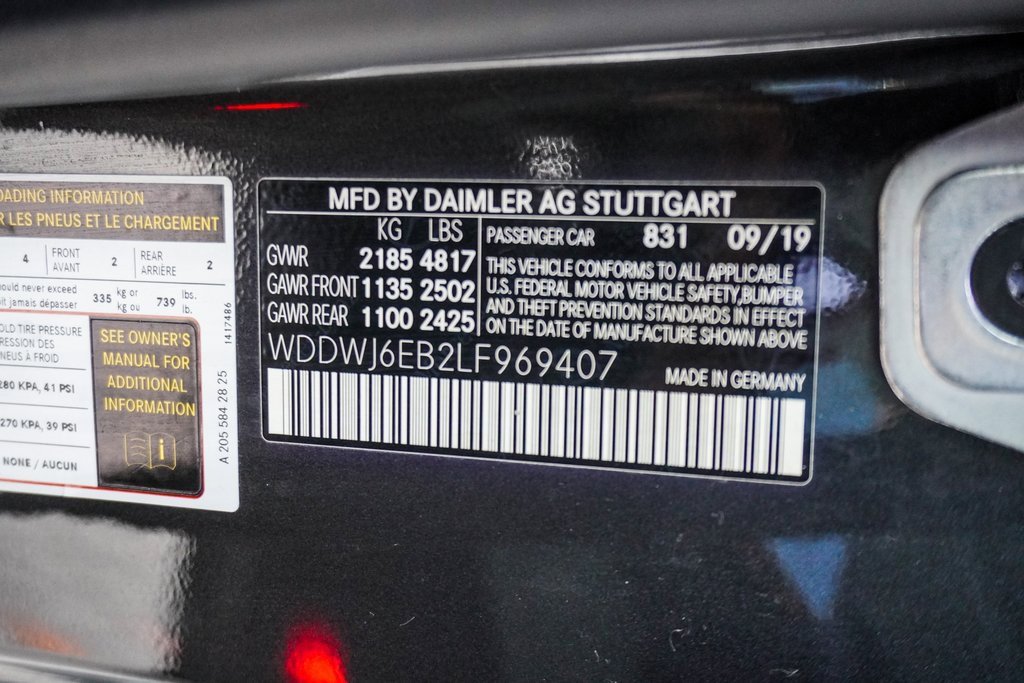 OADING INFORMATION
R LES PNEUS ET LE CHARGEMENT
4 FRONT AVANT 2 REAR ARRIÈRE 2
ould never exceed
it jamais dépasser 335 kg or kg ou 739 lbs. lb.
OLD TIRE PRESSURE
RESSION DES
NEUS À FROID
280 KPA, 41 PSI
270 KPA, 39 PSI
NONE / AUCUN
SEE OWNER'S
MANUAL FOR
ADDITIONAL
INFORMATION
i
1417486
A 205 584 28 25
MFD BY DAIMLER AG STUTTGART
KG LBS
GVWR 2185 4817
GAWR FRONT 1135 2502
GAWR REAR 1100 2425
PASSENGER CAR 831 09/19
THIS VEHICLE CONFORMS TO ALL APPLICABLE
U.S. FEDERAL MOTOR VEHICLE SAFETY,BUMPER
AND THEFT PREVENTION STANDARDS IN EFFECT
ON THE DATE OF MANUFACTURE SHOWN ABOVE
WDDWJ6EB2LF969407
MADE IN GERMANY